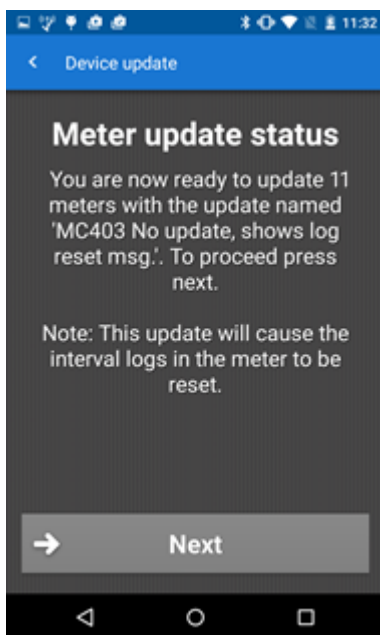 11:32
Device update
Meter update status
You are now ready to update 11
meters with the update named
'MC403 No update, shows log
reset msg.'. To proceed press
next.
Note: This update will cause the
interval logs in the meter to be
reset.
Next